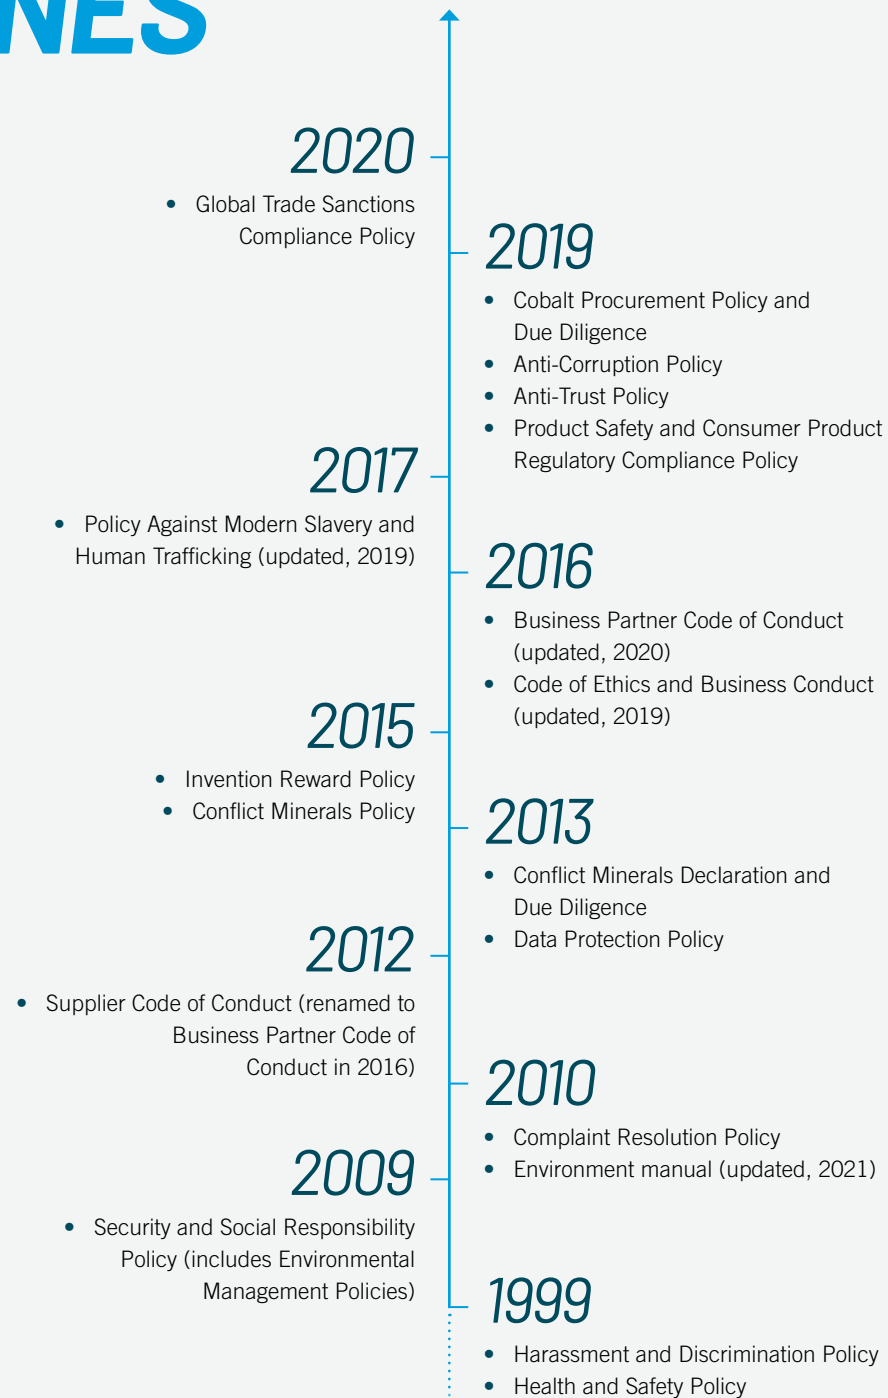 NES
2020
• Global Trade Sanctions
Compliance Policy
2019
• Cobalt Procurement Policy and
Due Diligence
• Anti-Corruption Policy
• Anti-Trust Policy
• Product Safety and Consumer Product
Regulatory Compliance Policy
2017
• Policy Against Modern Slavery and
Human Trafficking (updated, 2019)
2016
• Business Partner Code of Conduct
(updated, 2020)
• Code of Ethics and Business Conduct
(updated, 2019)
2015
• Invention Reward Policy
• Conflict Minerals Policy
2013
• Conflict Minerals Declaration and
Due Diligence
• Data Protection Policy
2012
• Supplier Code of Conduct (renamed to
Business Partner Code of
Conduct in 2016)
2010
• Complaint Resolution Policy
• Environment manual (updated, 2021)
2009
• Security and Social Responsibility
Policy (includes Environmental
Management Policies)
1999
• Harassment and Discrimination Policy
• Health and Safety Policy